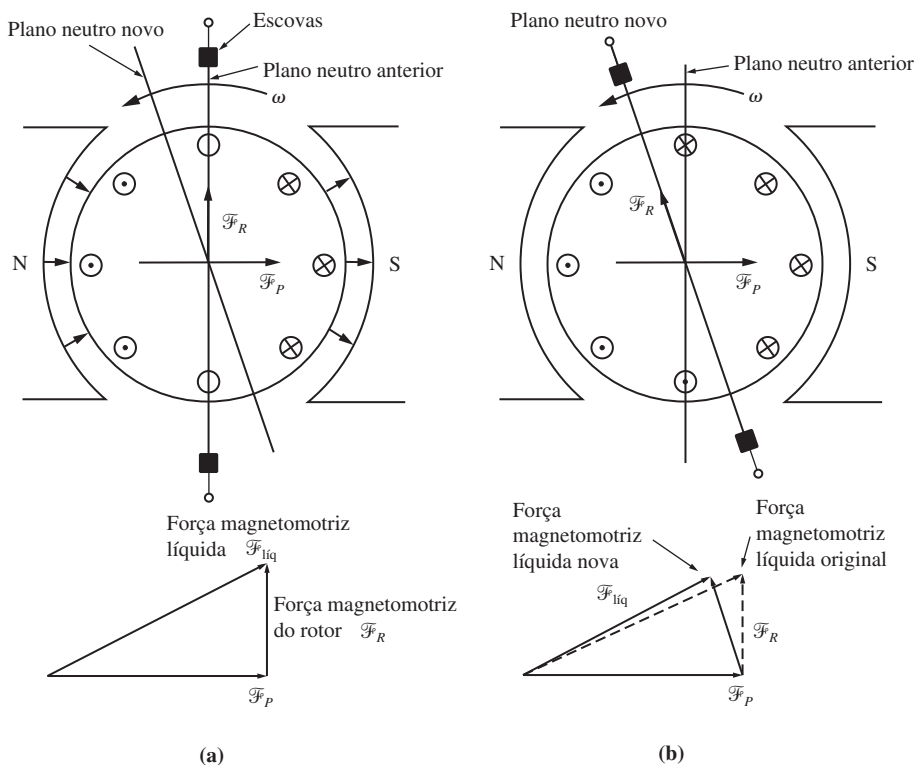 Plano neutro novo
Escovas
Plano neutro anterior
ω
N
S
ℱR
ℱP
Força magnetomotriz
líquida ℱlíq
Força magnetomotriz
do rotor ℱR
ℱP
(a)
Plano neutro novo
Plano neutro anterior
ω
N
S
ℱR
ℱP
Força
magnetomotriz
líquida nova
ℱlíq
Força
magnetomotriz
líquida original
ℱR
ℱP
(b)